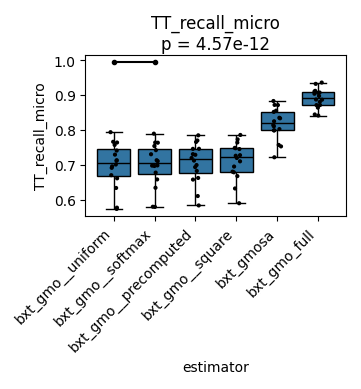 TT_recall_micro
p = 4.57e-12
TT_recall_micro
1.0
0.9
0.8
0.7
0.6
bxt_gmo__uniform
bxt_gmo__softmax
bxt_gmo__precomputed
bxt_gmo__square
bxt_gmosa
bxt_gmo_full
estimator